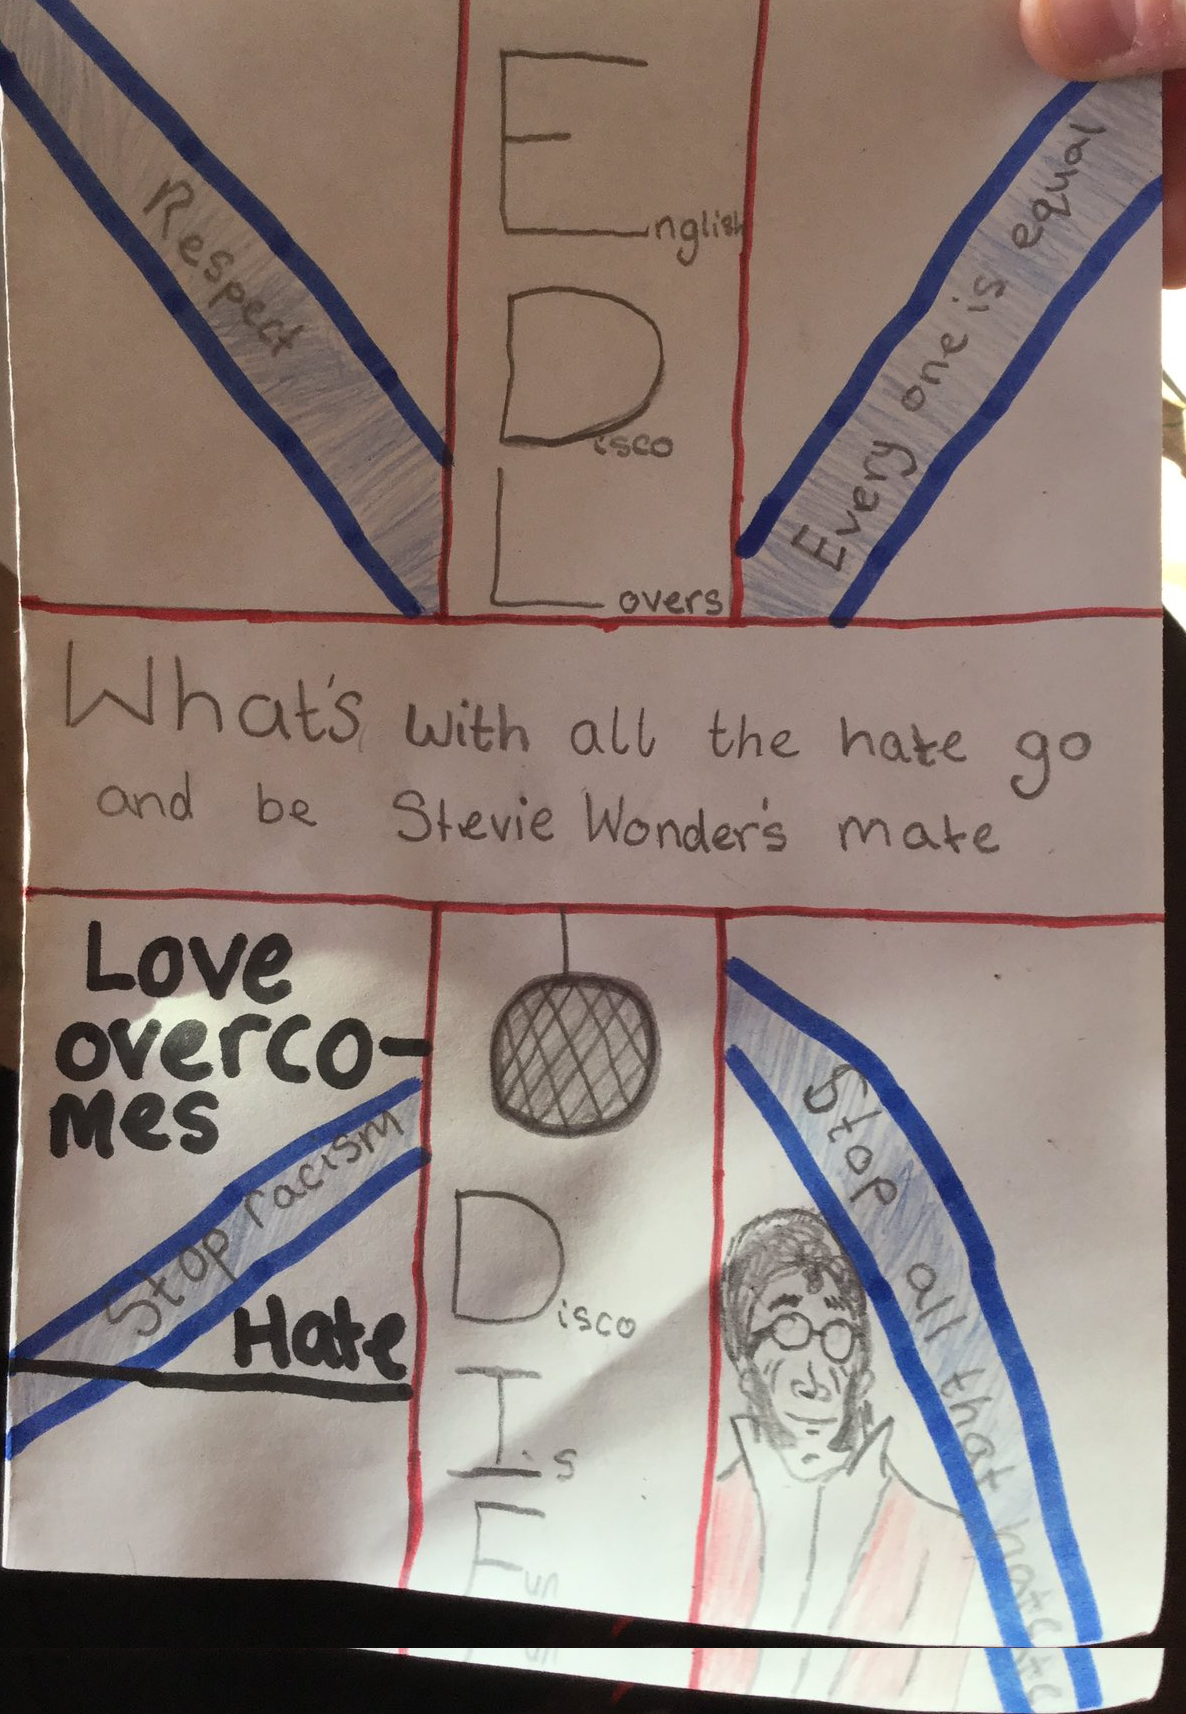 Respect
English
Disco
Lovers
Every one is equal
What's with all the hate go
and be Stevie Wonder's mate
Love
overco-
mes
Stop racism
Hate
Disco
Is
Stop all that hate